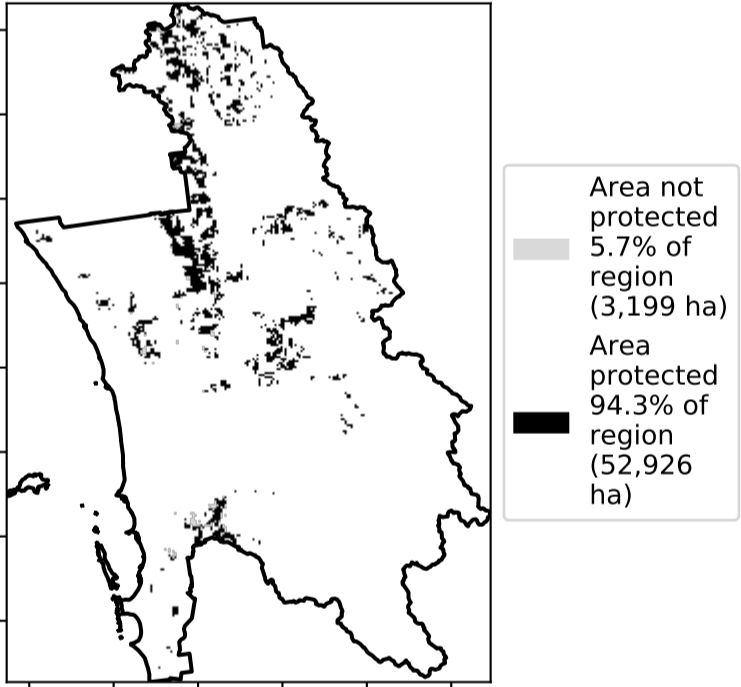 Area not
protected
5.7% of
region
(3,199 ha)
Area
protected
94.3% of
region
(52,926
ha)